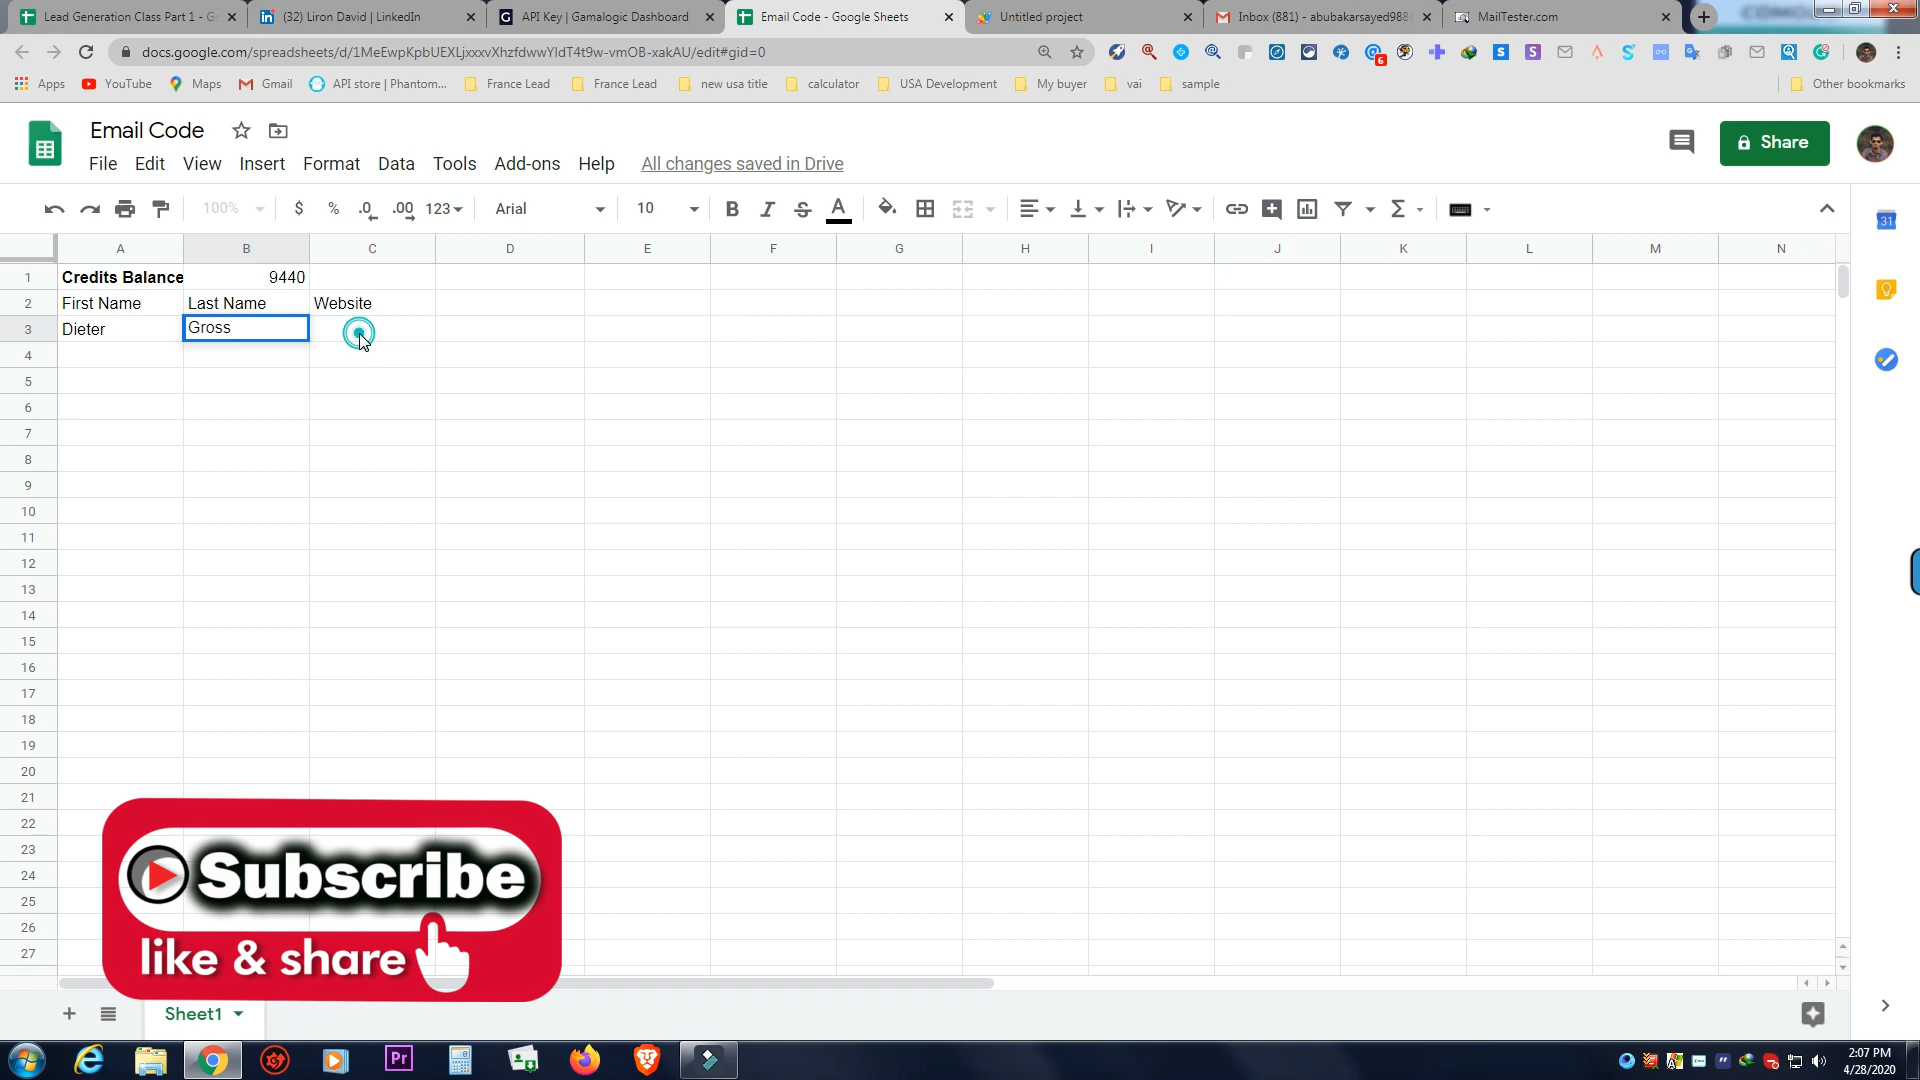 Lead Generation Class Part 1 - Go
(32) Liron David | LinkedIn
API Key | Gamalogic Dashboard
Email Code - Google Sheets
Untitled project
Inbox (881) - abubakarsayed988
MailTester.com
docs.google.com/spreadsheets/d/1MeEwpKpbUEXLjxxxvXhzfdwwYldT4t9w-vmOB-xakAU/edit#gid=0
6
Apps YouTube Maps Gmail API store | Phantom... France Lead France Lead new usa title calculator USA Development My buyer vai sample Other bookmarks
Email Code
Share
File Edit View Insert Format Data Tools Add-ons Help All changes saved in Drive
100% $ % .0 .00 123 Arial 10 B I S A
31
A B C D E F G H I J K L M N
1 Credits Balance 9440
2 First Name Last Name Website
3 Dieter Gross
4
5
6
7
8
9
10
11
12
13
14
15
16
17
18
19
20
21
22
23
24
25
26
27
Subscribe
like & share
Sheet1
Pr
2:07 PM
4/28/2020